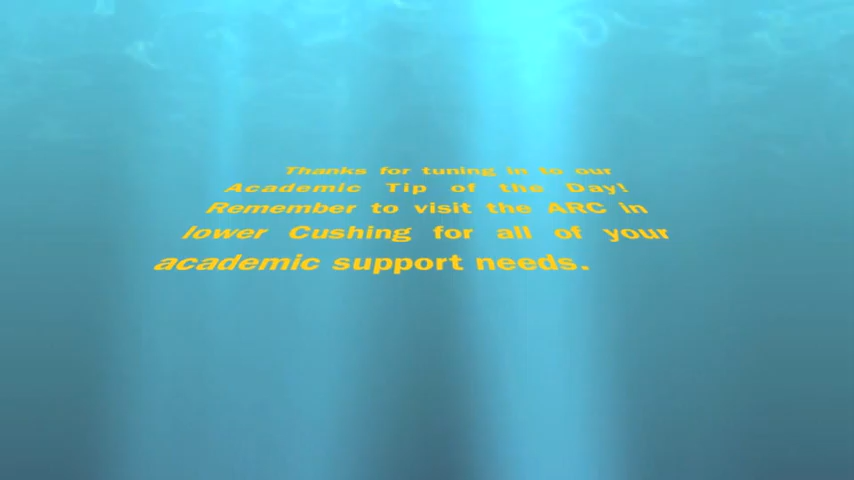 Thanks for tuning in to our
Academic Tip of the Day!
Remember to visit the ARC in
lower Cushing for all of your
academic support needs.